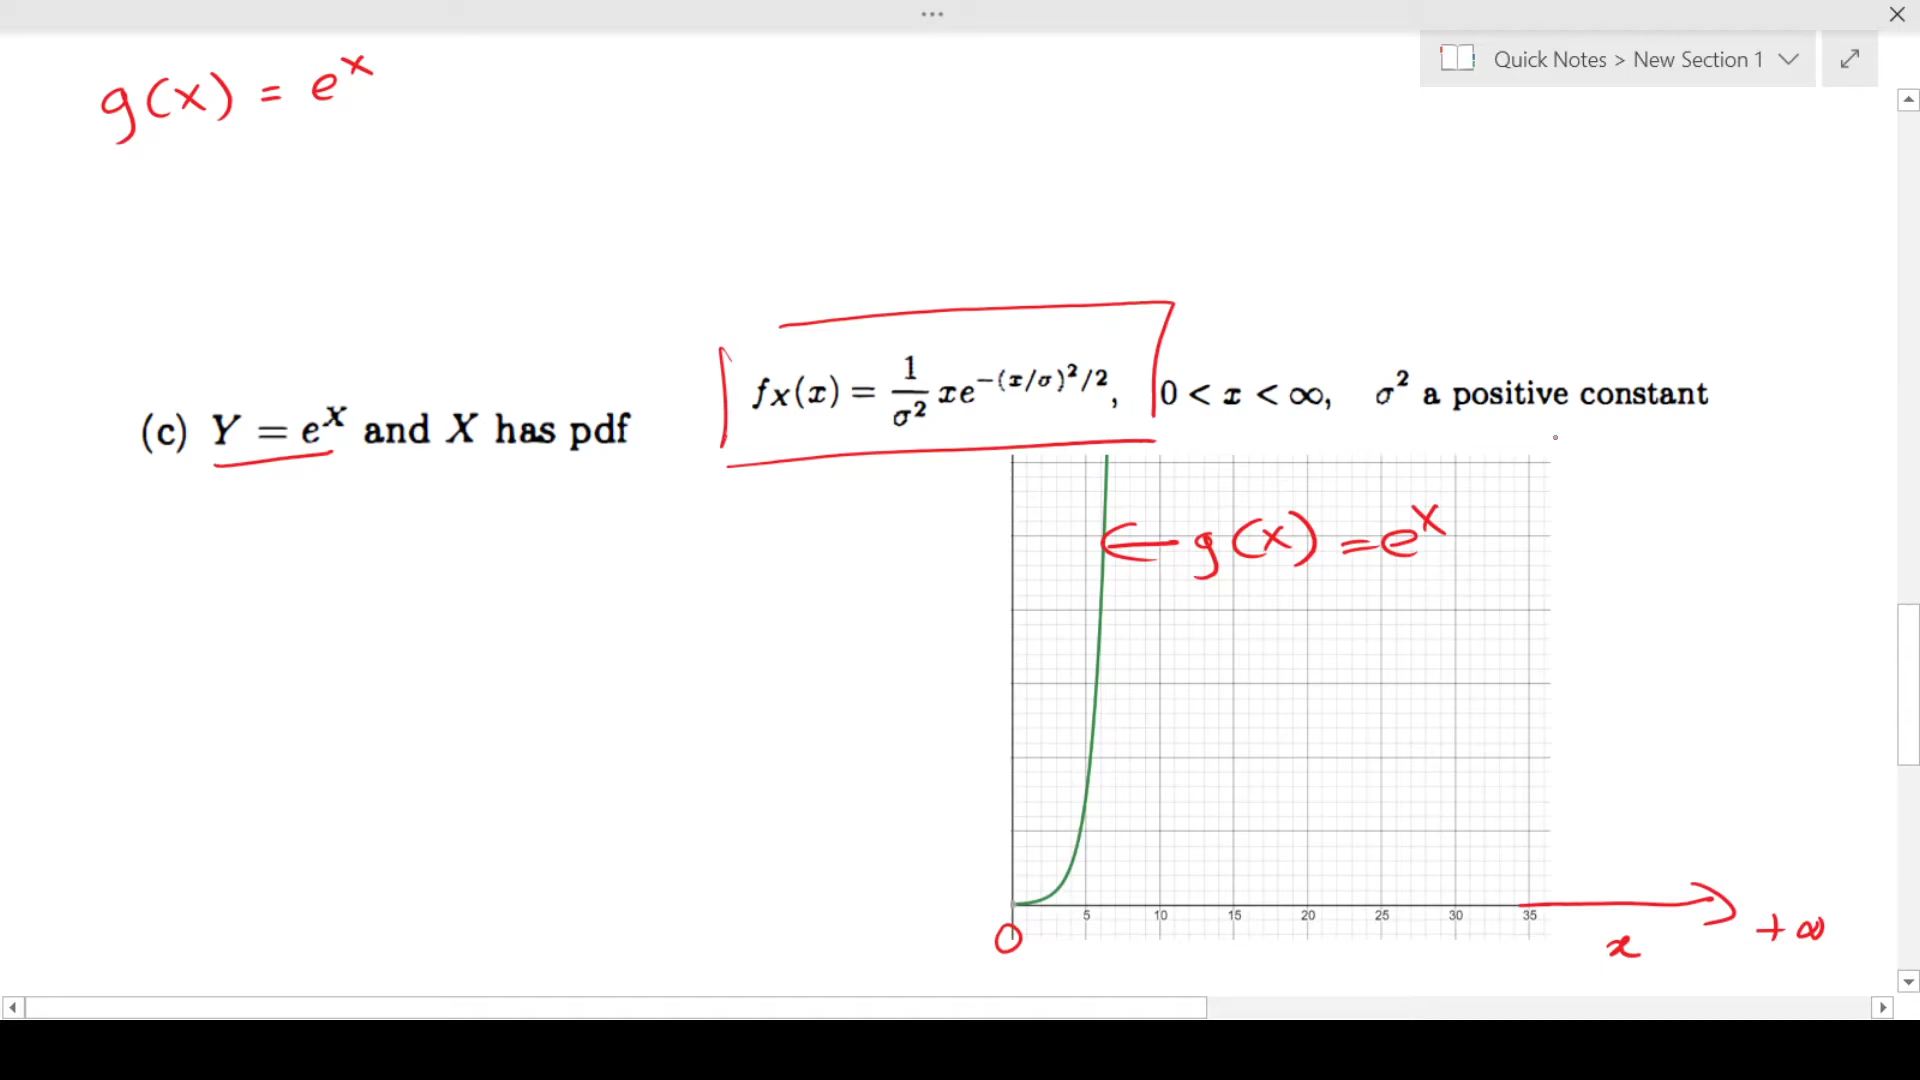 ...
Quick Notes > New Section 1
g(x) = e^x
(c) Y = e^X and X has pdf f_X(x) = 1/σ² xe^−(x/σ)²/2, 0 < x < ∞, σ² a positive constant
← g(x) = e^x
5 10 15 20 25 30 35
0 x +∞